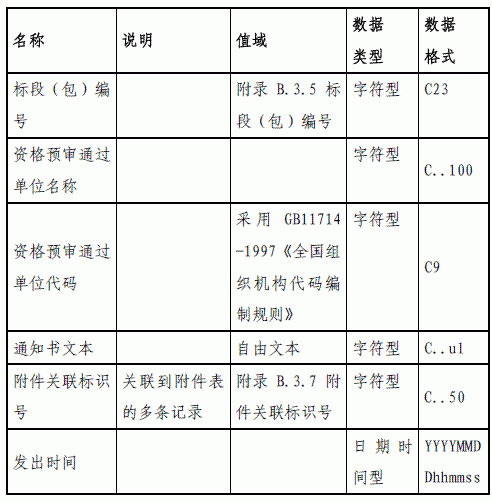 名称 说明 值域 数据类型 数据格式
标段（包）编号 附录 B.3.5 标段（包）编号 字符型 C23
资格预审通过单位名称 字符型 C..100
资格预审通过单位代码 采用 GB11714-1997《全国组织机构代码编制规则》 字符型 C9
通知书文本 自由文本 字符型 C..ul
附件关联标识号 关联到附件表的多条记录 附录 B.3.7 附件关联标识号 字符型 C..50
发出时间 日期时间型 YYYYMMDDhhmmss